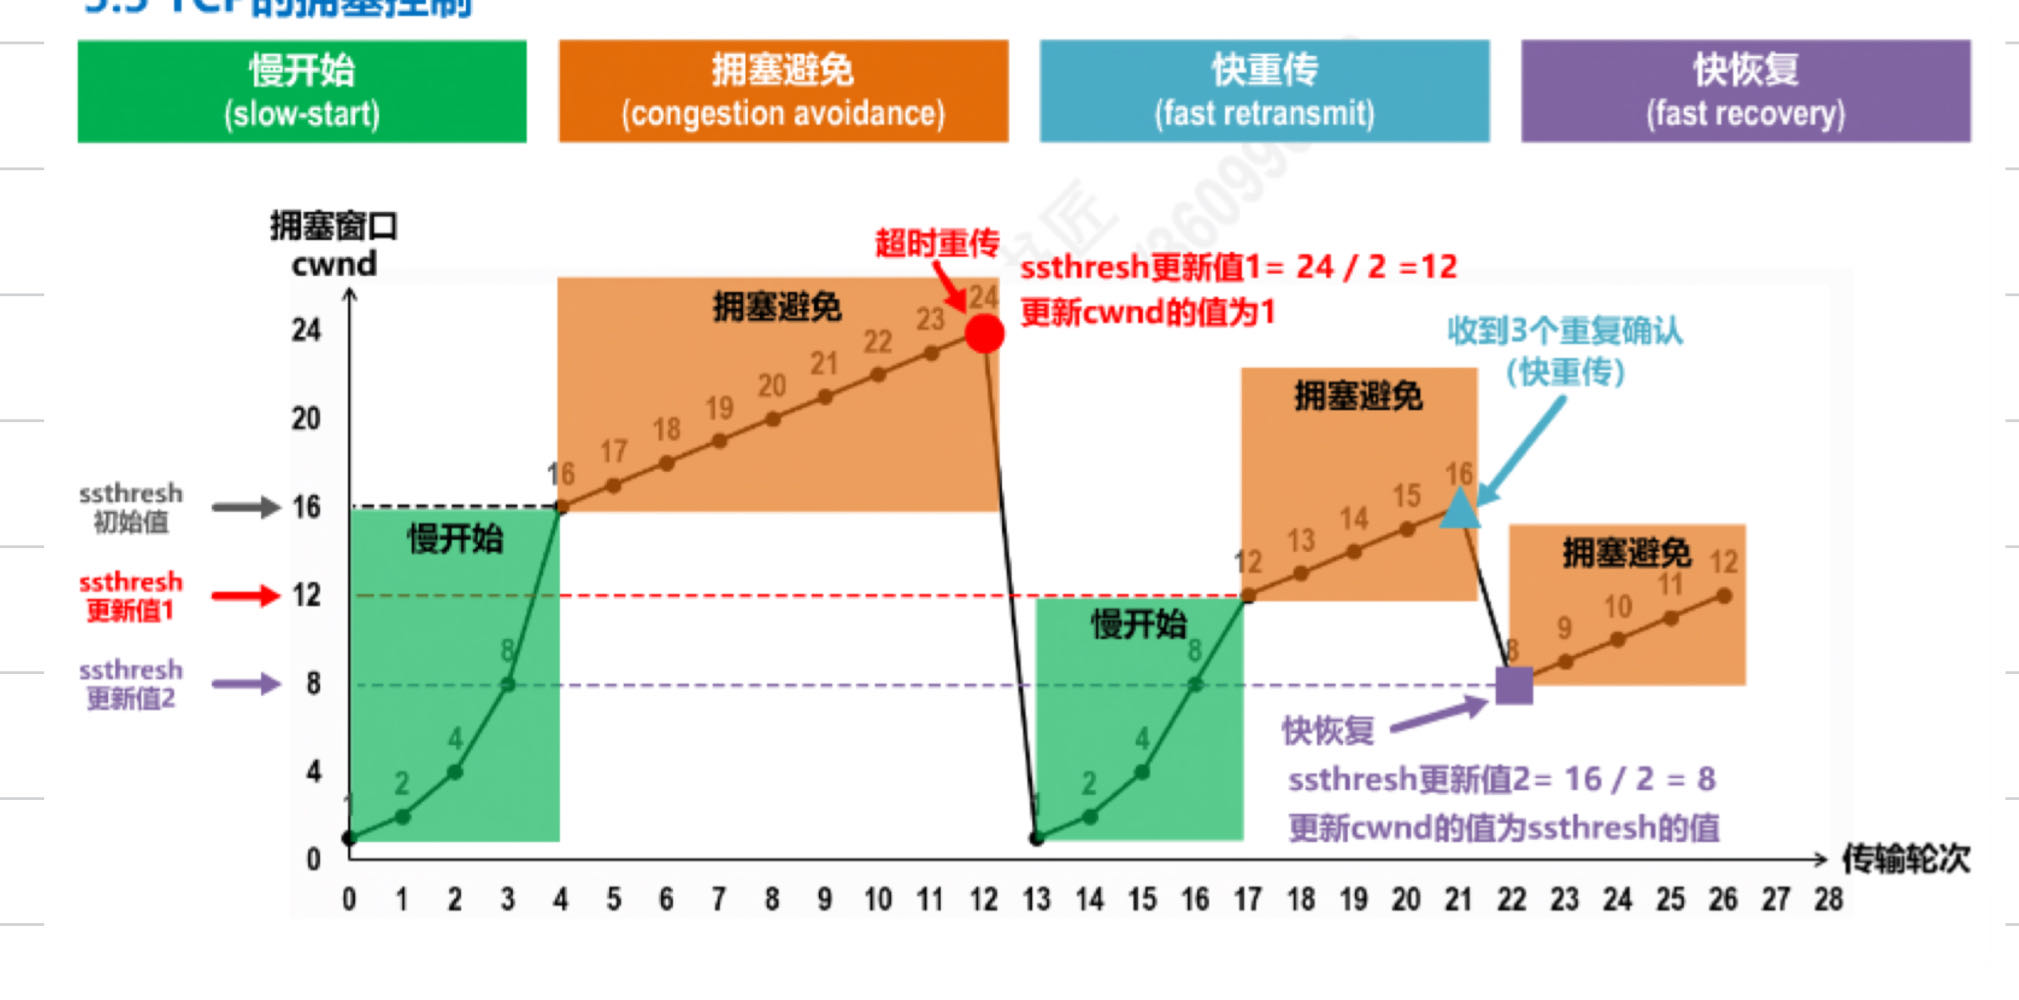 5.5 TCP的拥塞控制
慢开始
(slow-start)
拥塞避免
(congestion avoidance)
快重传
(fast retransmit)
快恢复
(fast recovery)
拥塞窗口
cwnd
超时重传
ssthresh更新值1= 24 / 2 =12
更新cwnd的值为1
收到3个重复确认
(快重传)
24
20
16
12
8
4
0
ssthresh
初始值
ssthresh
更新值1
ssthresh
更新值2
慢开始
1
2
4
8
拥塞避免
16
17
18
19
20
21
22
23
24
慢开始
1
2
4
8
拥塞避免
12
13
14
15
16
拥塞避免
8
9
10
11
12
快恢复
ssthresh更新值2= 16 / 2 = 8
更新cwnd的值为ssthresh的值
传输轮次
0 1 2 3 4 5 6 7 8 9 10 11 12 13 14 15 16 17 18 19 20 21 22 23 24 25 26 27 28